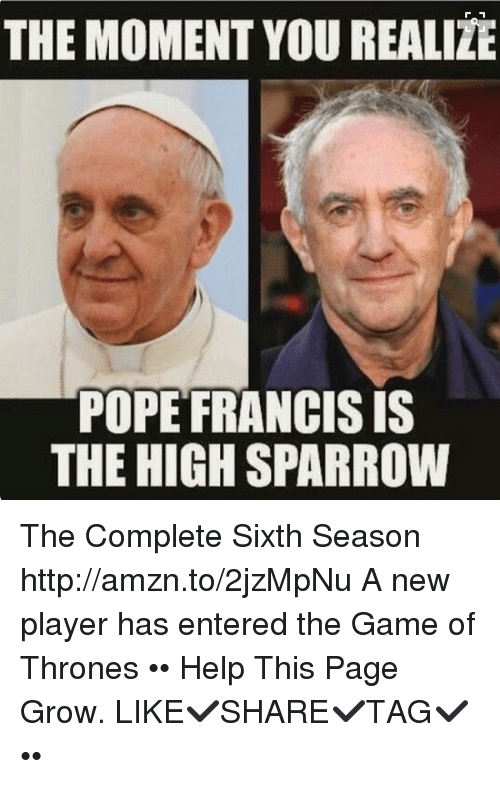 THE MOMENT YOU REALIZE
POPE FRANCIS IS
THE HIGH SPARROW
The Complete Sixth Season
http://amzn.to/2jzMpNu A new
player has entered the Game of
Thrones •• Help This Page
Grow. LIKE✔SHARE✔TAG✔
••